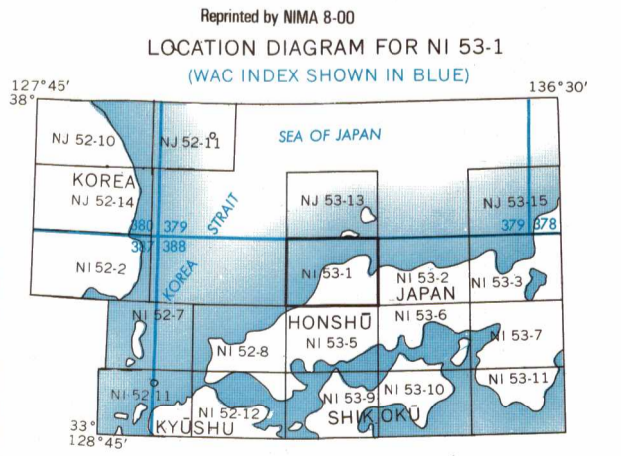 Reprinted by NIMA 8-00
LOCATION DIAGRAM FOR NI 53-1
(WAC INDEX SHOWN IN BLUE)
127°45'
136°30'
38°
NJ 52-10
NJ 52-11
SEA OF JAPAN
KOREA
NJ 52-14
NJ 53-13
NJ 53-15
STRAIT
380
379
379
378
387
388
NI 52-2
KOREA
NI 53-1
NI 53-2
NI 53-3
JAPAN
NI 52-7
HONSHŪ
NI 53-6
NI 52-8
NI 53-5
NI 53-7
NI 52-11
NI 52-12
NI 53-9
NI 53-10
NI 53-11
SHIKOKŪ
KYŪSHU
33°
128°45'